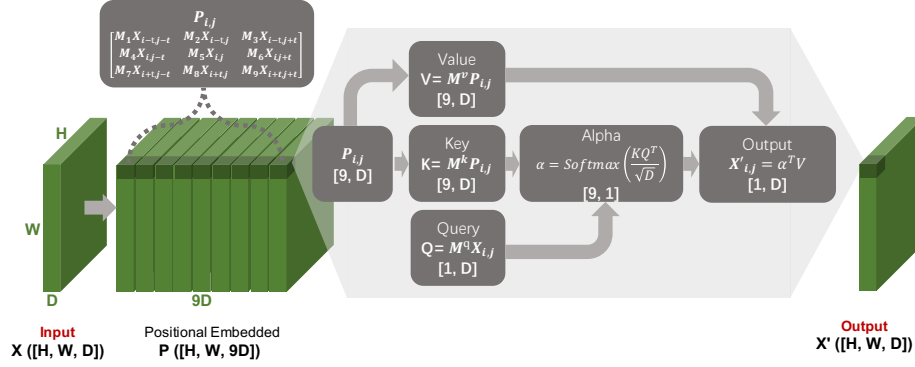 P_{i,j}
[M_1X_{i-t,j-t} M_2X_{i-t,j} M_3X_{i-t,j+t}
M_4X_{i,j-t} M_5X_{i,j} M_6X_{i,j+t}
M_7X_{i+t,j-t} M_8X_{i+t,j} M_9X_{i+t,j+t}]
H
W
D
9D
Input
X ([H, W, D])
Positional Embedded
P ([H, W, 9D])
P_{i,j}
[9, D]
Value
V= M^v P_{i,j}
[9, D]
Key
K= M^k P_{i,j}
[9, D]
Query
Q= M^q X_{i,j}
[1, D]
Alpha
α = Softmax(KQ^T/√D)
[9, 1]
Output
X'_{i,j} = α^T V
[1, D]
Output
X' ([H, W, D])